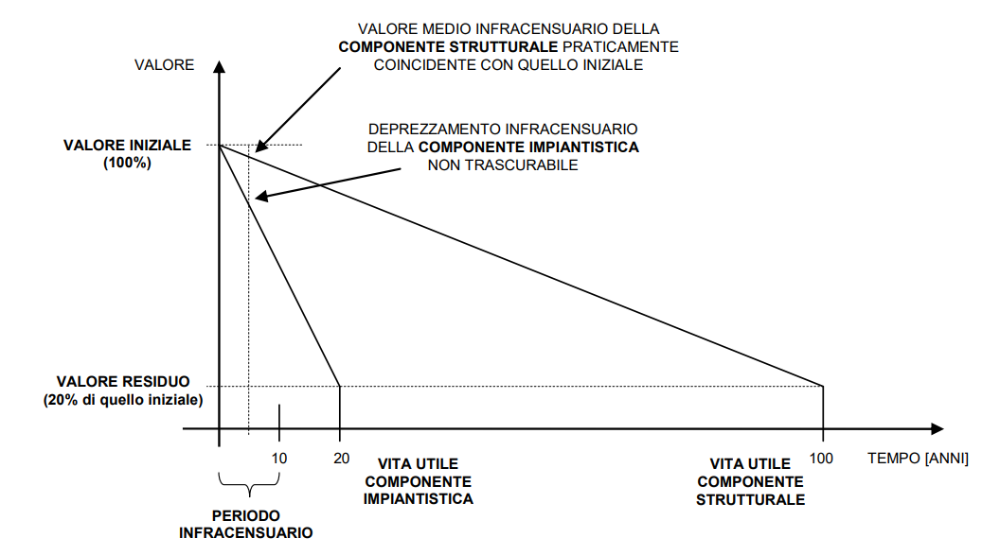 VALORE MEDIO INFRACENSUARIO DELLA
COMPONENTE STRUTTURALE PRATICAMENTE
COINCIDENTE CON QUELLO INIZIALE
VALORE
DEPREZZAMENTO INFRACENSUARIO
DELLA COMPONENTE IMPIANTISTICA
NON TRASCURABILE
VALORE INIZIALE
(100%)
VALORE RESIDUO
(20% di quello iniziale)
10
20
VITA UTILE
COMPONENTE
IMPIANTISTICA
VITA UTILE
COMPONENTE
STRUTTURALE
100
TEMPO [ANNI]
PERIODO
INFRACENSUARIO